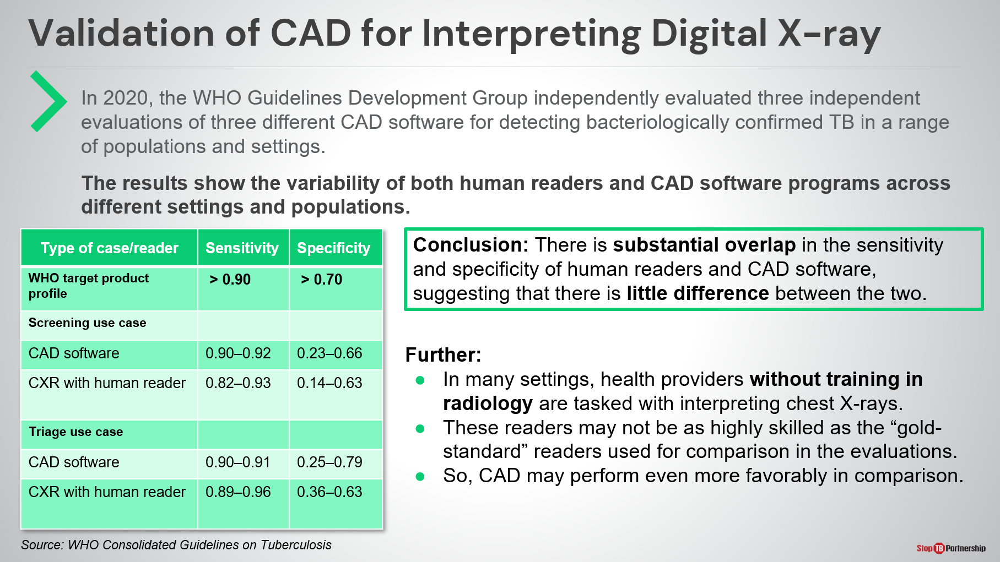 Validation of CAD for Interpreting Digital X-ray
In 2020, the WHO Guidelines Development Group independently evaluated three independent
evaluations of three different CAD software for detecting bacteriologically confirmed TB in a range
of populations and settings.
The results show the variability of both human readers and CAD software programs across
different settings and populations.
Type of case/reader Sensitivity Specificity
WHO target product
profile > 0.90 > 0.70
Screening use case
CAD software 0.90–0.92 0.23–0.66
CXR with human reader 0.82–0.93 0.14–0.63
Triage use case
CAD software 0.90–0.91 0.25–0.79
CXR with human reader 0.89–0.96 0.36–0.63
Source: WHO Consolidated Guidelines on Tuberculosis
Conclusion: There is substantial overlap in the sensitivity
and specificity of human readers and CAD software,
suggesting that there is little difference between the two.
Further:
● In many settings, health providers without training in
radiology are tasked with interpreting chest X-rays.
● These readers may not be as highly skilled as the “gold-
standard” readers used for comparison in the evaluations.
● So, CAD may perform even more favorably in comparison.
Stop TB Partnership